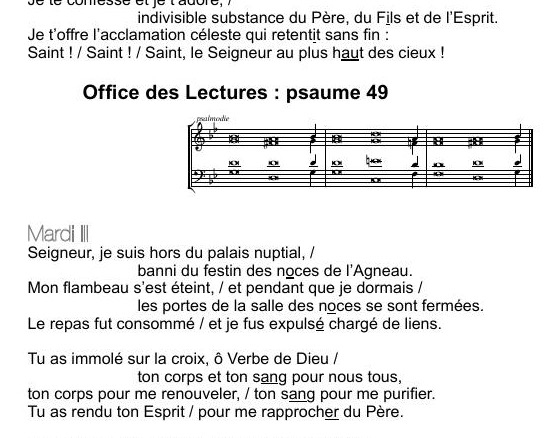 Je te confesse et je t'adore, /
indivisible substance du Père, du Fils et de l'Esprit.
Je t'offre l'acclamation céleste qui retentit sans fin :
Saint ! / Saint ! / Saint, le Seigneur au plus haut des cieux !
Office des Lectures : psaume 49
psalmodie
Mardi III
Seigneur, je suis hors du palais nuptial, /
banni du festin des noces de l'Agneau.
Mon flambeau s'est éteint, / et pendant que je dormais /
les portes de la salle des noces se sont fermées.
Le repas fut consommé / et je fus expulsé chargé de liens.
Tu as immolé sur la croix, ô Verbe de Dieu /
ton corps et ton sang pour nous tous,
ton corps pour me renouveler, / ton sang pour me purifier.
Tu as rendu ton Esprit / pour me rapprocher du Père.